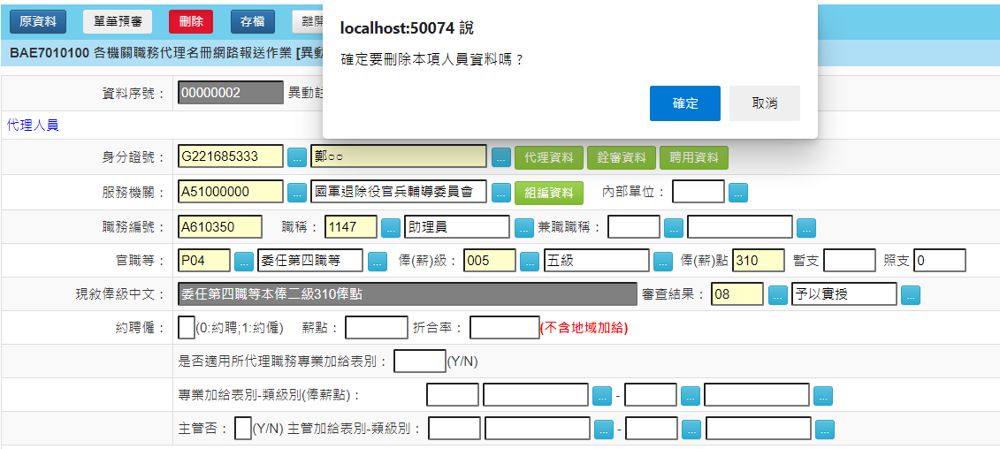 原資料 單筆預審 刪除 存檔 離開
localhost:50074 說
確定要刪除本項人員資料嗎？
確定 取消
BAE7010100 各機關職務代理名冊網路報送作業 [異動
資料序號： 00000002 異動註
代理人員
身分證號： G221685333 ... 鄭○○ ... 代理資料 銓審資料 聘用資料
服務機關： A51000000 ... 國軍退除役官兵輔導委員會 ... 組編資料 內部單位： ...
職務編號： A610350 職稱： 1147 ... 助理員 ... 兼職職稱： ... ...
官職等： P04 ... 委任第四職等 ... 俸(薪)級： 005 ... 五級 ... 俸(薪)點 310 暫支 照支 0
現敘俸級中文： 委任第四職等本俸二級310俸點 審查結果： 08 ... 予以實授 ...
約聘僱： (0:約聘;1:約僱) 薪點： 折合率： (不含地域加給)
是否適用所代理職務專業加給表別： (Y/N)
專業加給表別-類級別(俸薪點)： ... - ... ...
主管否： (Y/N) 主管加給表別-類級別： ... - ... ...